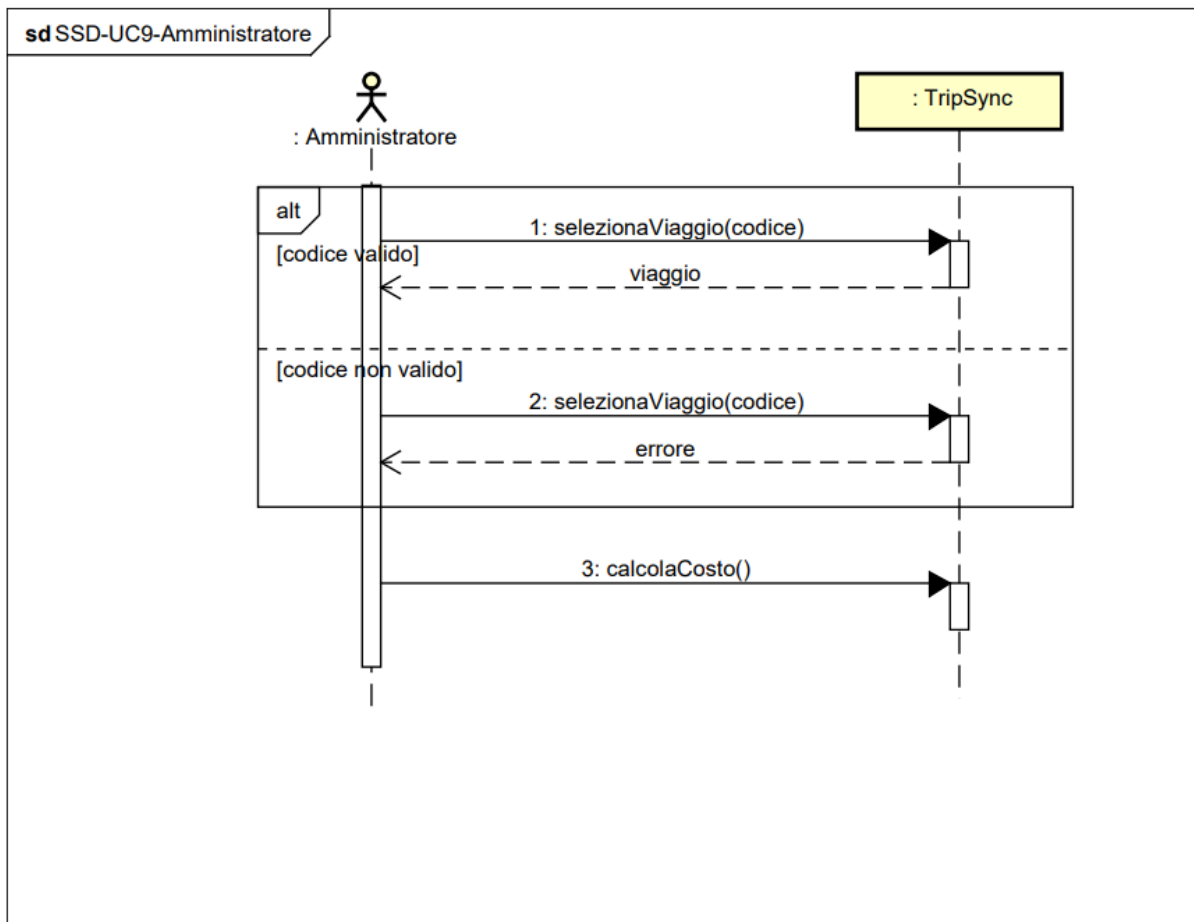 sd SSD-UC9-Amministratore
: TripSync
: Amministratore
alt
1: selezionaViaggio(codice)
[codice valido]
viaggio
[codice non valido]
2: selezionaViaggio(codice)
errore
3: calcolaCosto()